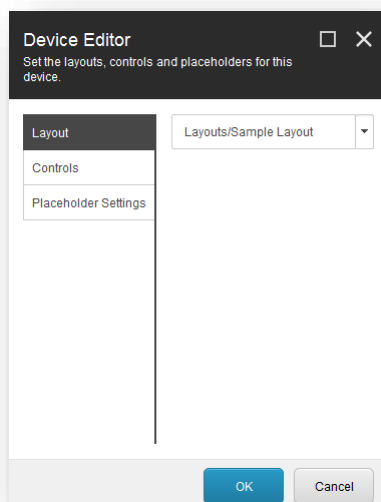 Device Editor
Set the layouts, controls and placeholders for this
device.
Layout
Layouts/Sample Layout
Controls
Placeholder Settings
OK
Cancel